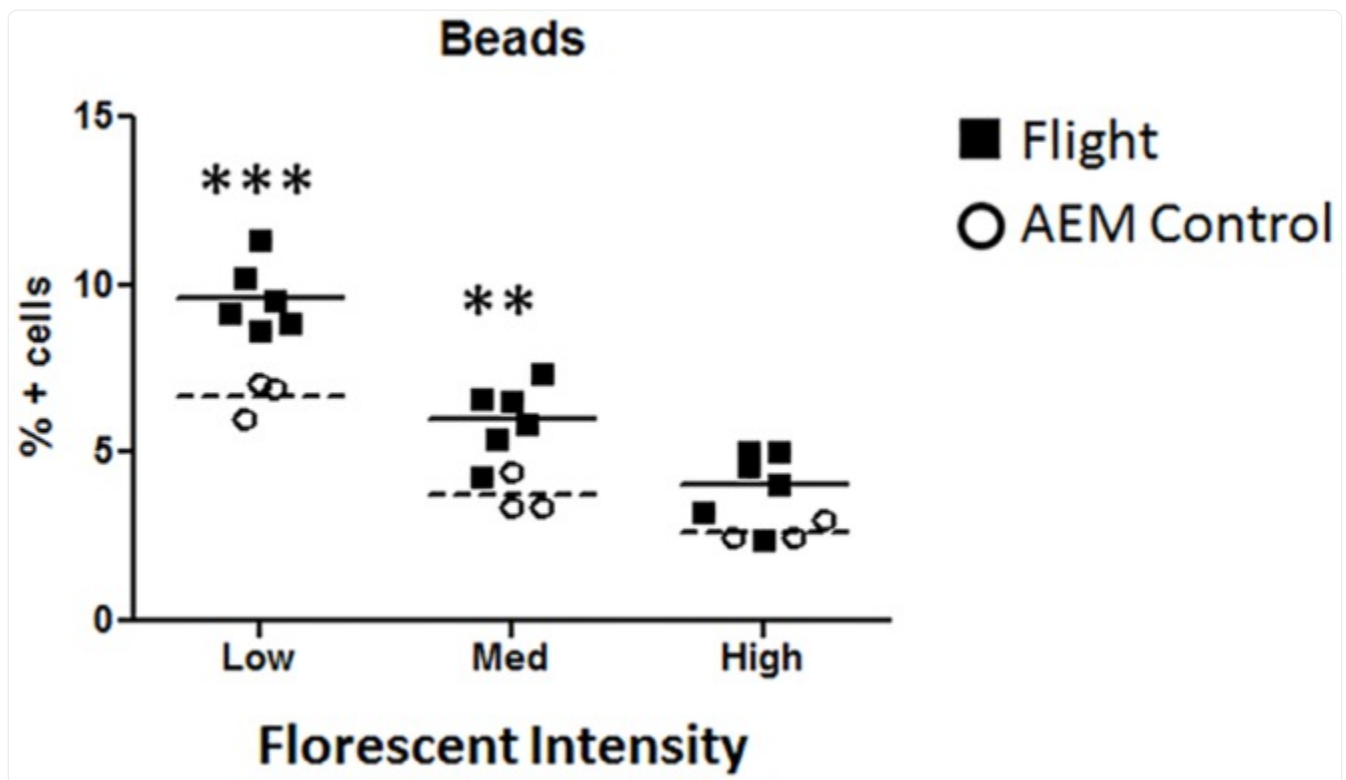 Beads
15
***
Flight
AEM Control
10
**
% + cells
5
0
Low Med High
Florescent Intensity